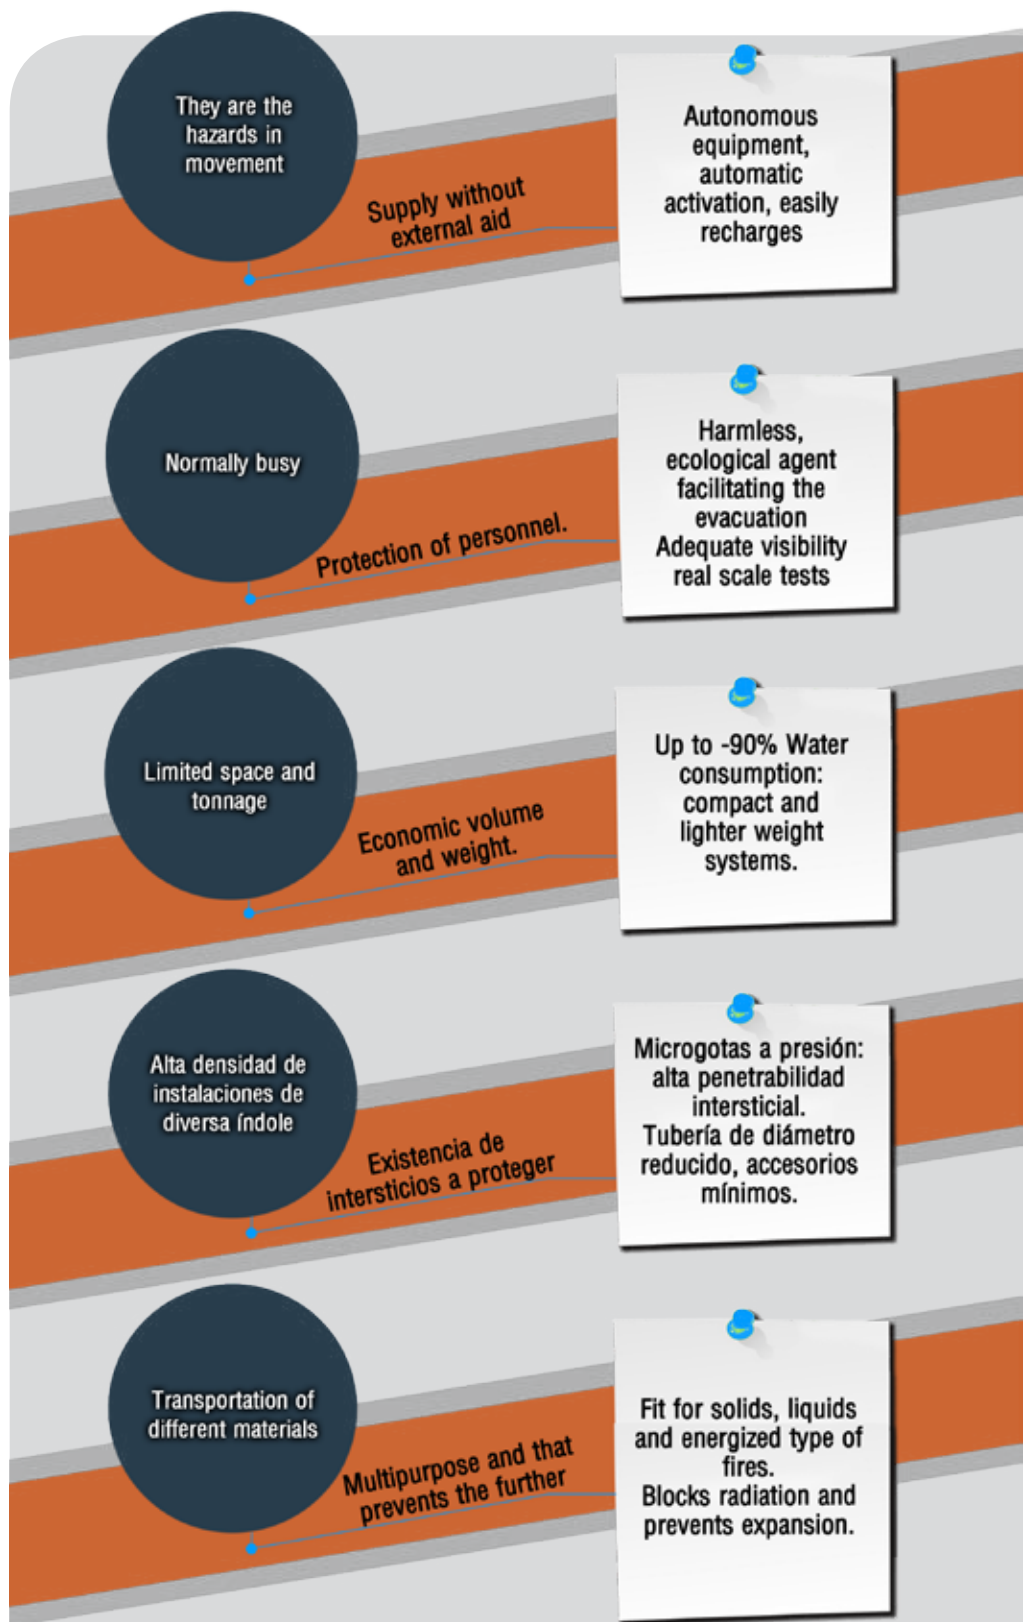 They are the
hazards in
movement
Supply without
external aid
Autonomous
equipment,
automatic
activation, easily
recharges
Normally busy
Protection of personnel.
Harmless,
ecological agent
facilitating the
evacuation
Adequate visibility
real scale tests
Limited space and
tonnage
Economic volume
and weight.
Up to -90% Water
consumption:
compact and
lighter weight
systems.
Alta densidad de
instalaciones de
diversa índole
Existencia de
intersticios a proteger
Microgotas a presión:
alta penetrabilidad
intersticial.
Tubería de diámetro
reducido, accesorios
mínimos.
Transportation of
different materials
Multipurpose and that
prevents the further
Fit for solids, liquids
and energized type of
fires.
Blocks radiation and
prevents expansion.